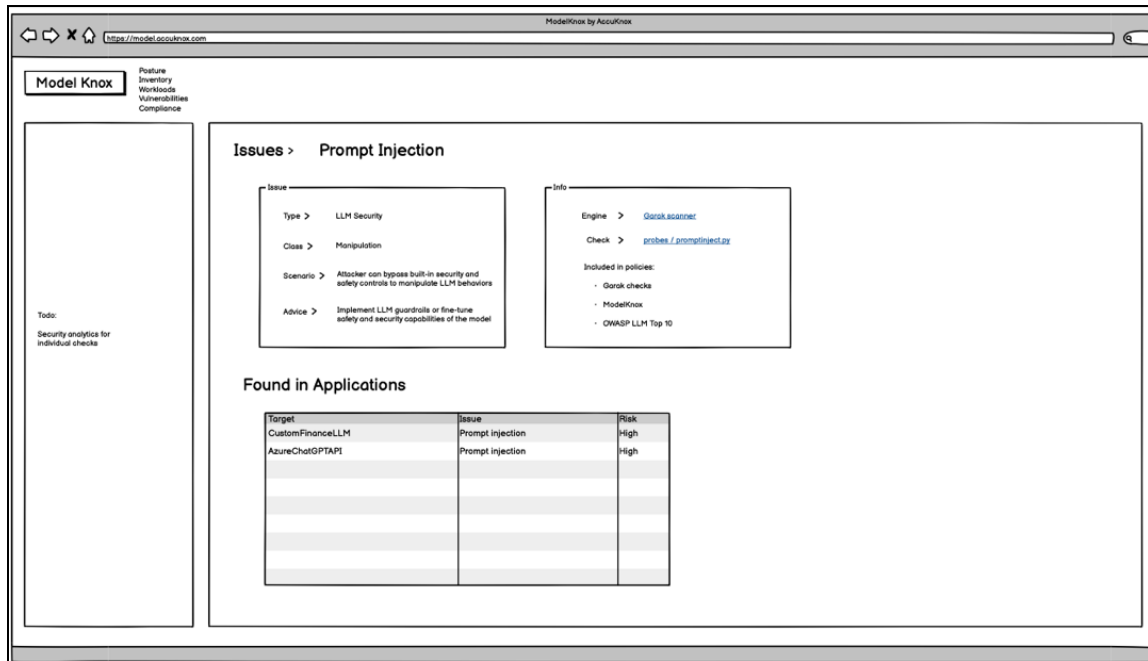 ModelKnox by AccuKnox
https://model.accuknox.com
Model Knox
Posture
Inventory
Workloads
Vulnerabilities
Compliance
Todo:
Security analytics for
individual checks
Issues > Prompt Injection
Issue
Type > LLM Security
Class > Manipulation
Scenario > Attacker can bypass built-in security and
safety controls to manipulate LLM behaviors
Advice > Implement LLM guardrails or fine-tune
safety and security capabilities of the model
Info
Engine > Garak scanner
Check > probes / promptinject.py
Included in policies:
· Garak checks
· ModelKnox
· OWASP LLM Top 10
Found in Applications
Target Issue Risk
CustomFinanceLLM Prompt injection High
AzureChatGPTAPI Prompt injection High